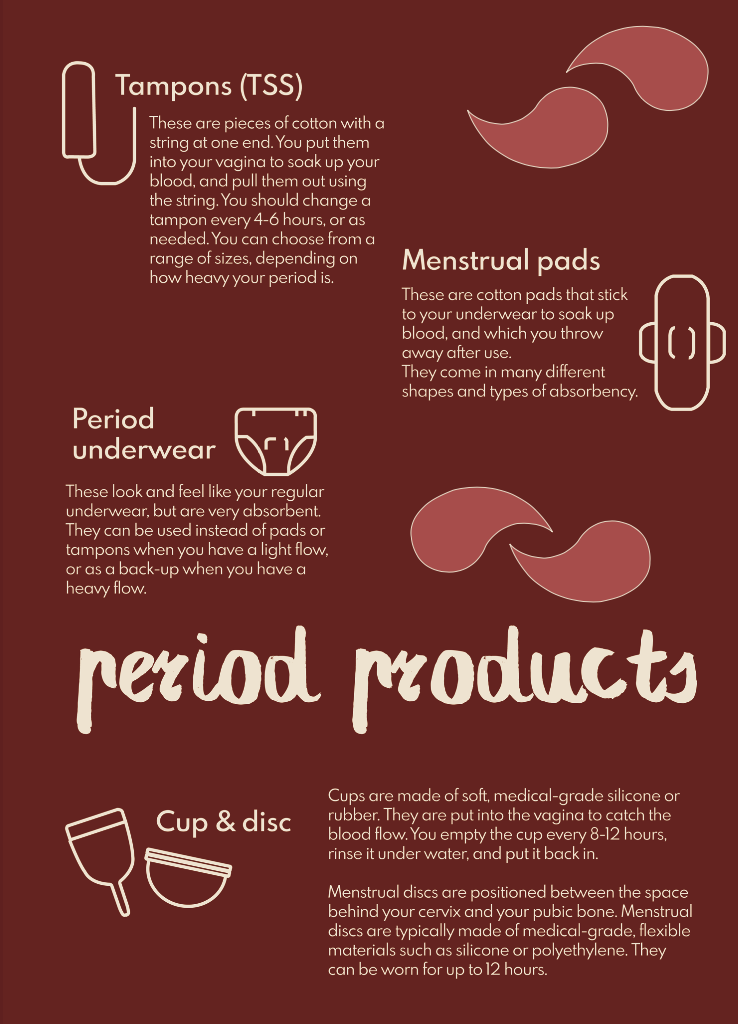 Tampons (TSS)
These are pieces of cotton with a
string at one end. You put them
into your vagina to soak up your
blood, and pull them out using
the string. You should change a
tampon every 4-6 hours, or as
needed. You can choose from a
range of sizes, depending on
how heavy your period is.
Menstrual pads
These are cotton pads that stick
to your underwear to soak up
blood, and which you throw
away after use.
They come in many different
shapes and types of absorbency.
Period
underwear
These look and feel like your regular
underwear, but are very absorbent.
They can be used instead of pads or
tampons when you have a light flow,
or as a back-up when you have a
heavy flow.
period products
Cup & disc
Cups are made of soft, medical-grade silicone or
rubber. They are put into the vagina to catch the
blood flow. You empty the cup every 8-12 hours,
rinse it under water, and put it back in.
Menstrual discs are positioned between the space
behind your cervix and your pubic bone. Menstrual
discs are typically made of medical-grade, flexible
materials such as silicone or polyethylene. They
can be worn for up to 12 hours.